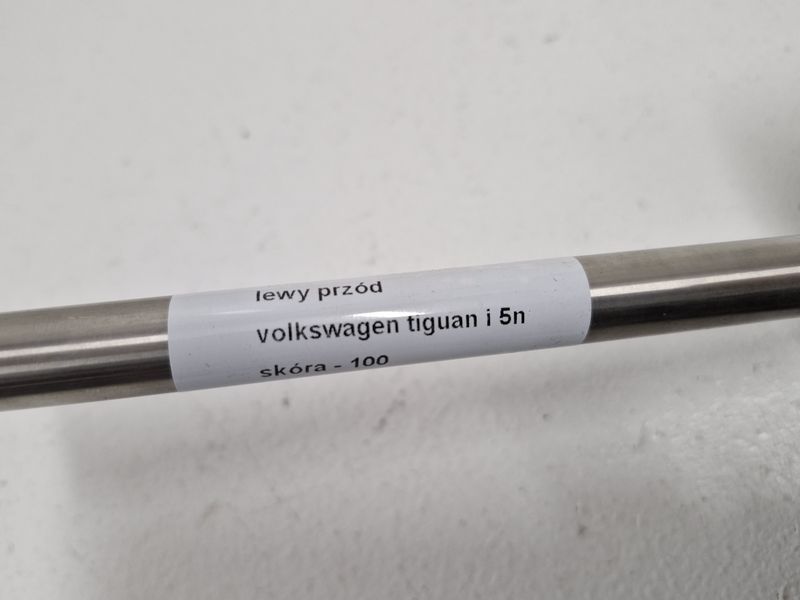 lewy przód
volkswagen tiguan i 5n
skóra - 100